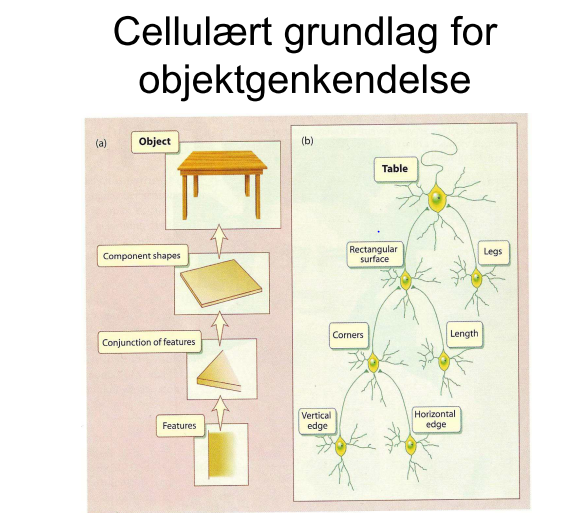 Cellulært grundlag for
objektgenkendelse
(a)
Object
Component shapes
Conjunction of features
Features
(b)
Table
Rectangular
surface
Legs
Corners
Length
Vertical
edge
Horizontal
edge